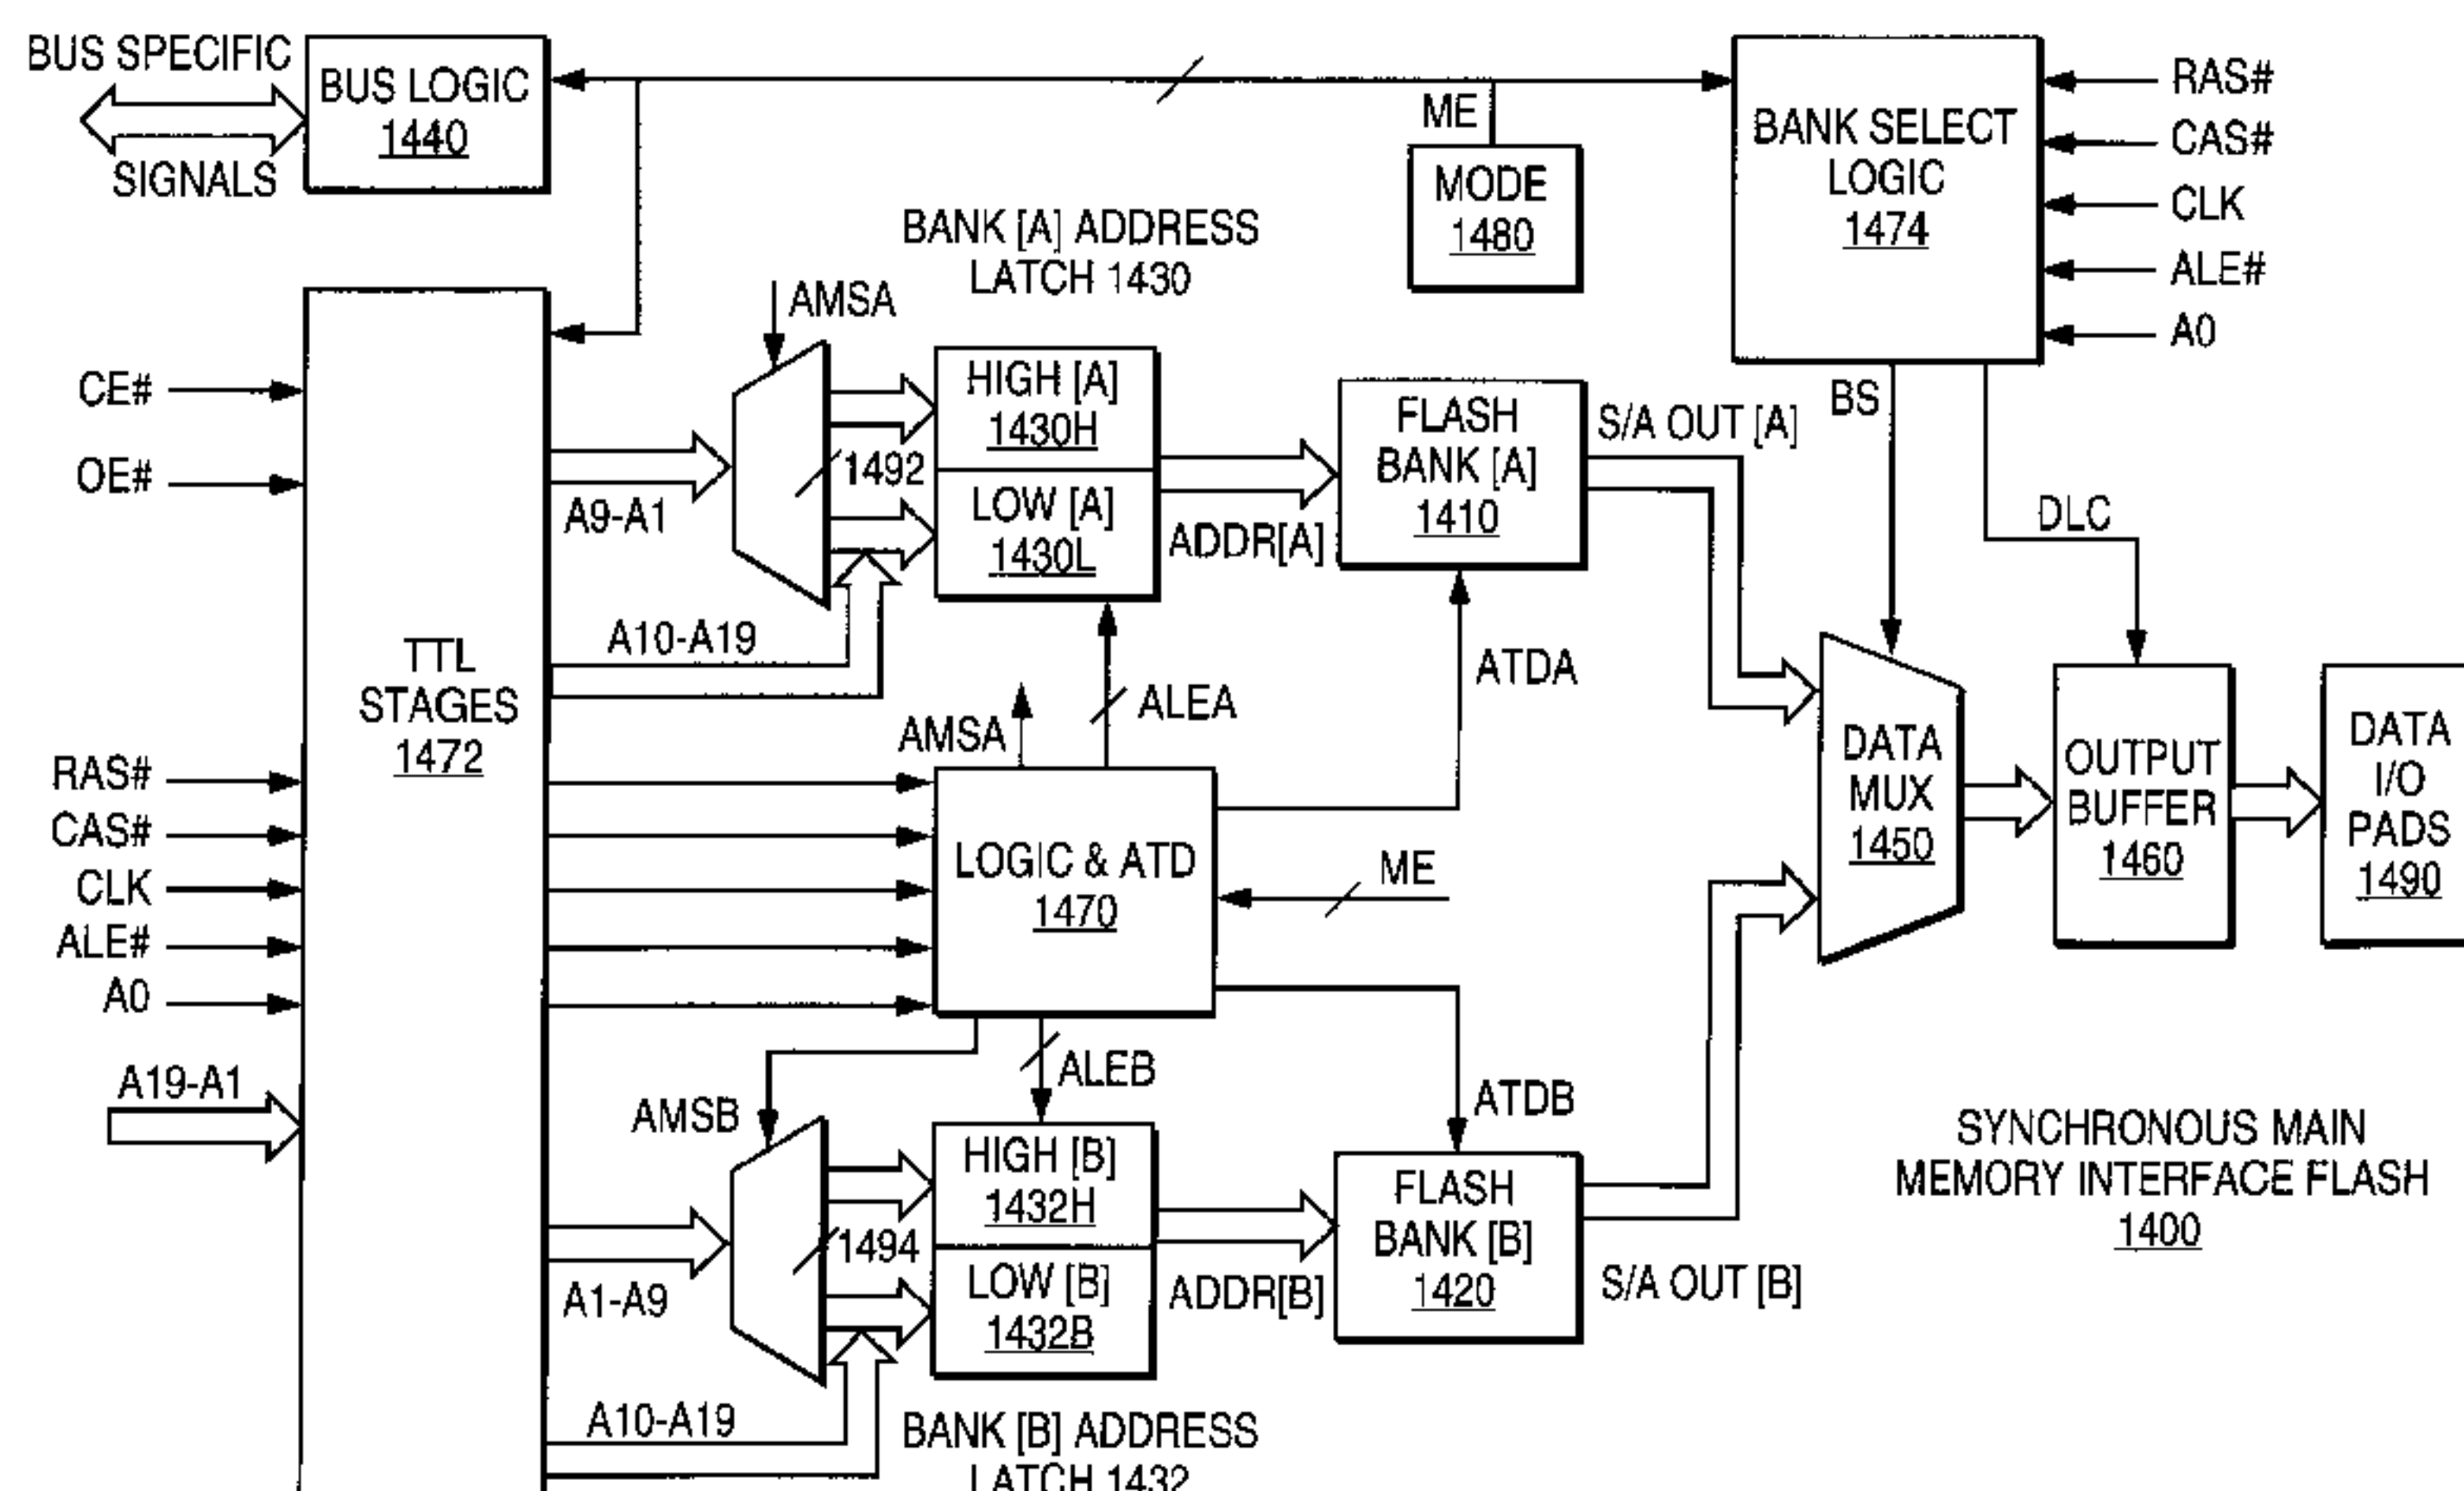 BUS SPECIFIC
SIGNALS
BUS LOGIC
1440
ME
MODE
1480
BANK SELECT
LOGIC
1474
RAS#
CAS#
CLK
ALE#
A0
BANK [A] ADDRESS
LATCH 1430
AMSA
CE#
OE#
TTL
STAGES
1472
A9-A1
1492
HIGH [A]
1430H
LOW [A]
1430L
ADDR[A]
FLASH
BANK [A]
1410
S/A OUT [A]
BS
DLC
A10-A19
AMSA
ALEA
ATDA
RAS#
CAS#
CLK
ALE#
A0
A19-A1
LOGIC & ATD
1470
ME
DATA
MUX
1450
OUTPUT
BUFFER
1460
DATA
I/O
PADS
1490
AMSB
ALEB
ATDB
A1-A9
1494
HIGH [B]
1432H
LOW [B]
1432B
ADDR[B]
FLASH
BANK [B]
1420
S/A OUT [B]
SYNCHRONOUS MAIN
MEMORY INTERFACE FLASH
1400
A10-A19
BANK [B] ADDRESS
LATCH 1432